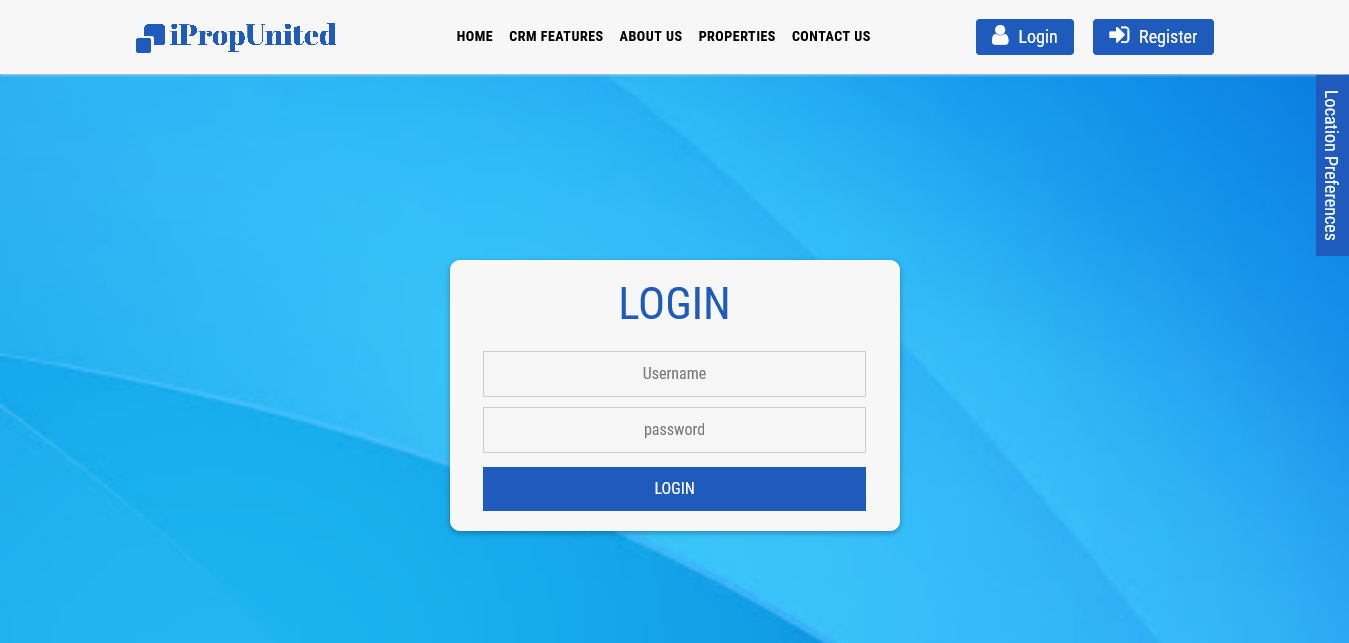 iPropUnited
HOME CRM FEATURES ABOUT US PROPERTIES CONTACT US
Login
Register
Location Preferences
LOGIN
Username
password
LOGIN